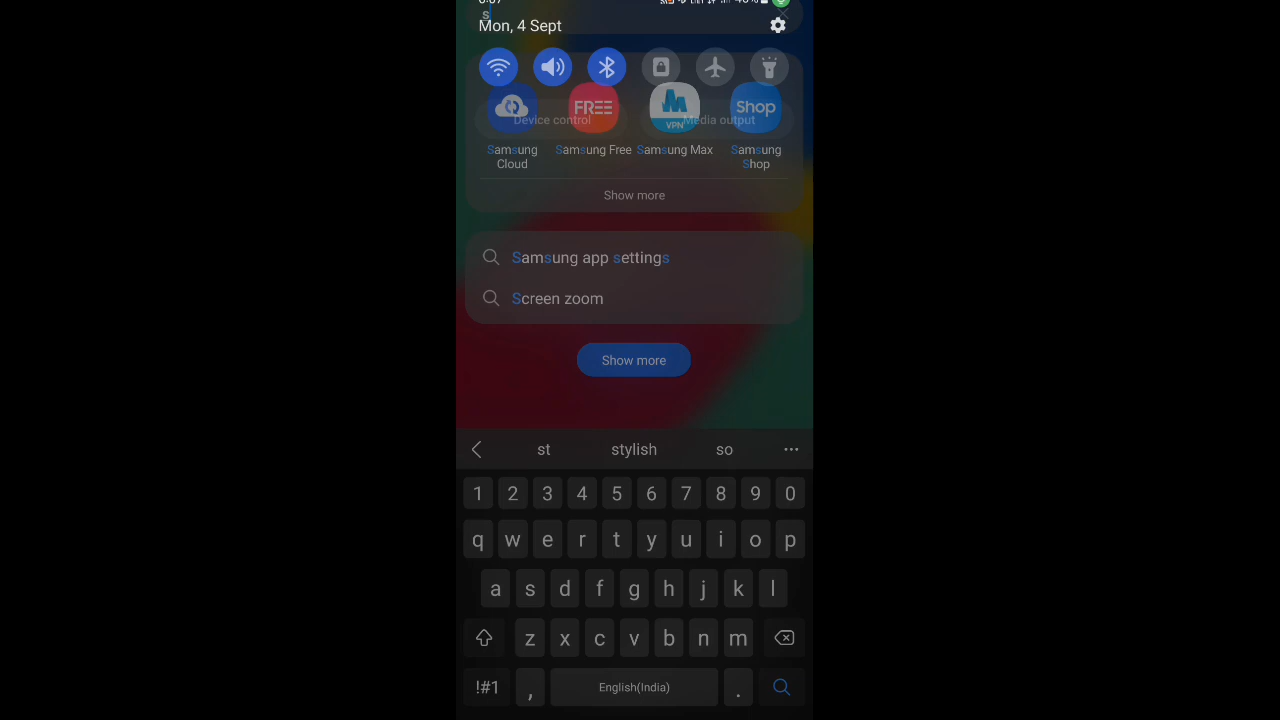 s
Mon, 4 Sept
FREE
VPN
Shop
Device control
Media output
Samsung Cloud
Samsung Free
Samsung Max
Samsung Shop
Show more
Samsung app settings
Screen zoom
Show more
st stylish so
1 2 3 4 5 6 7 8 9 0
q w e r t y u i o p
a s d f g h j k l
z x c v b n m
!#1 , English(India) .